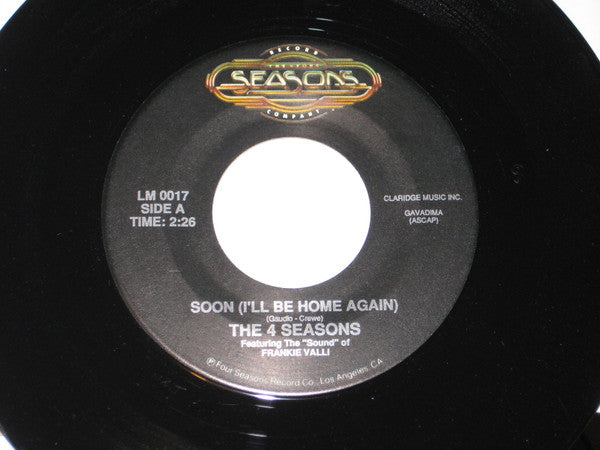 RECORD
THE FOUR
SEASONS
COMPANY
LM 0017
SIDE A
TIME: 2:26
CLARIDGE MUSIC INC.
GAVADIMA
(ASCAP)
SOON (I'LL BE HOME AGAIN)
(Gaudio - Crewe)
THE 4 SEASONS
Featuring The "Sound" of
FRANKIE VALLI
℗ Four Seasons Record Co., Los Angeles, CA